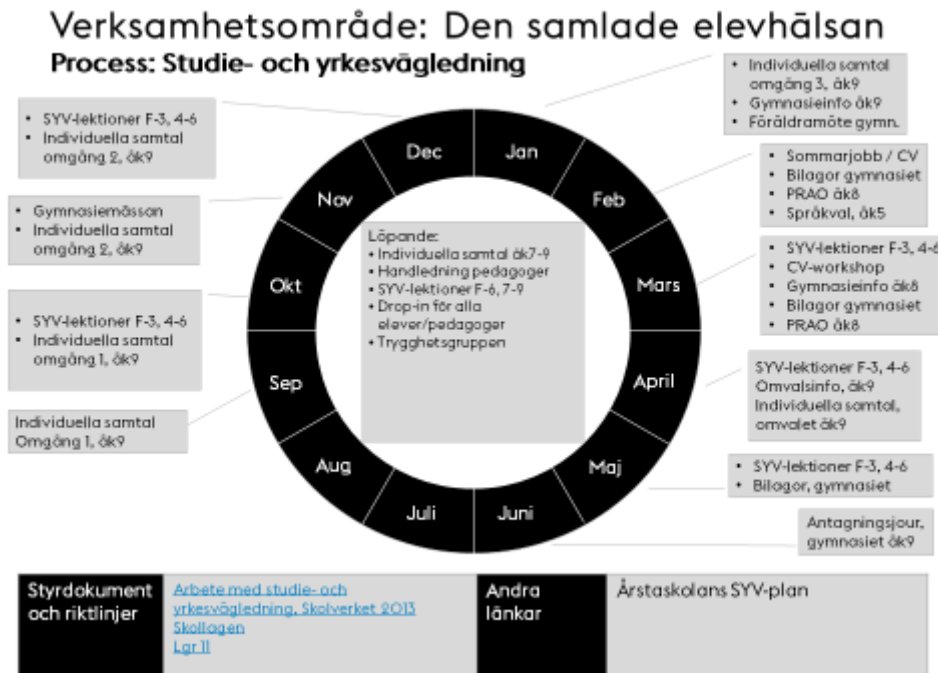 Verksamhetsområde: Den samlade elevhälsan
Process: Studie- och yrkesvägledning
• Individuella samtal
omgång 3, åk9
• Gymnasieinfo åk9
• Föräldramöte gymn.
• SYV-lektioner F-3, 4-6
• Individuella samtal
omgång 2, åk9
Dec
Jan
• Sommarjobb / CV
• Bilagor gymnasiet
• PRAO åk8
• Språkval, åk5
Nov
Feb
• Gymnasiemässan
• Individuella samtal
omgång 2, åk9
Löpande:
• Individuella samtal åk7-9
• Handledning pedagoger
• SYV-lektioner F-6, 7-9
• Drop-in för alla
elever/pedagoger
• Trygghetsgruppen
• SYV-lektioner F-3, 4-6
• CV-workshop
• Gymnasieinfo åk8
• Bilagor gymnasiet
• PRAO åk8
Okt
Mars
• SYV-lektioner F-3, 4-6
• Individuella samtal
omgång 1, åk9
Sep
April
SYV-lektioner F-3, 4-6
Omvalsinfo, åk9
Individuella samtal,
omvalet åk9
Individuella samtal
Omgång 1, åk9
Aug
Maj
• SYV-lektioner F-3, 4-6
• Bilagor, gymnasiet
Juli
Juni
Antagningsjour,
gymnasiet åk9
Styrdokument
och riktlinjer
Arbete med studie- och
yrkesvägledning, Skolverket 2013
Skollagen
Lgr 11
Andra
länkar
Årstaskolans SYV-plan